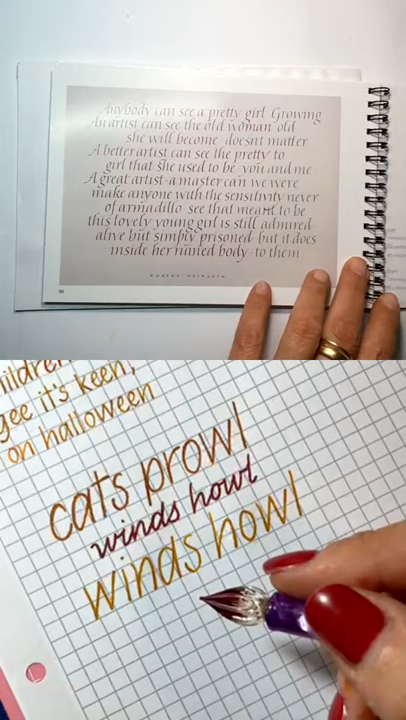 Anybody can see a pretty girl Growing
An artist can see the old woman old
she will become doesn't matter
A better artist can see the pretty to
girl that she used to be you and me
A great artist-a master can we were
make anyone with the sensitivity never
of armadillo see that meant to be
this lovely young girl is still admired
alive but simply prisoned but it does
inside her ruined body to them
ROBERT HEINLEIN
gee it's keen,
on halloween
cats prowl
winds howl
winds howl